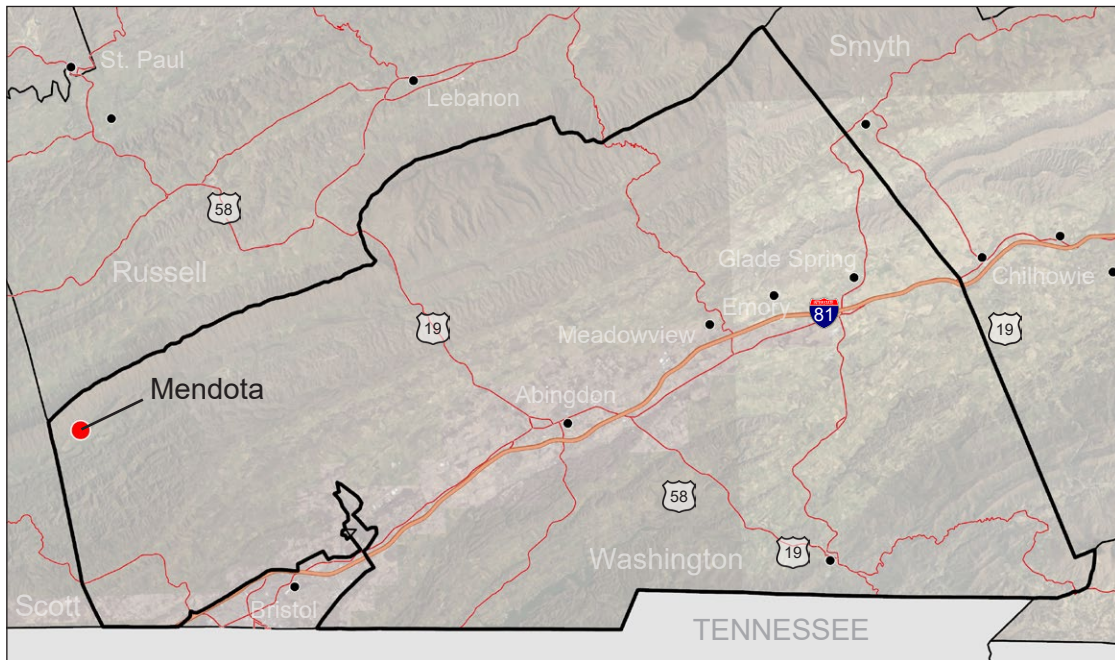 Smyth
St. Paul
Lebanon
58
Russell
Glade Spring
Chilhowie
Emory
81
19
Meadowview
19
Mendota
Abingdon
58
Washington
19
Scott
Bristol
TENNESSEE